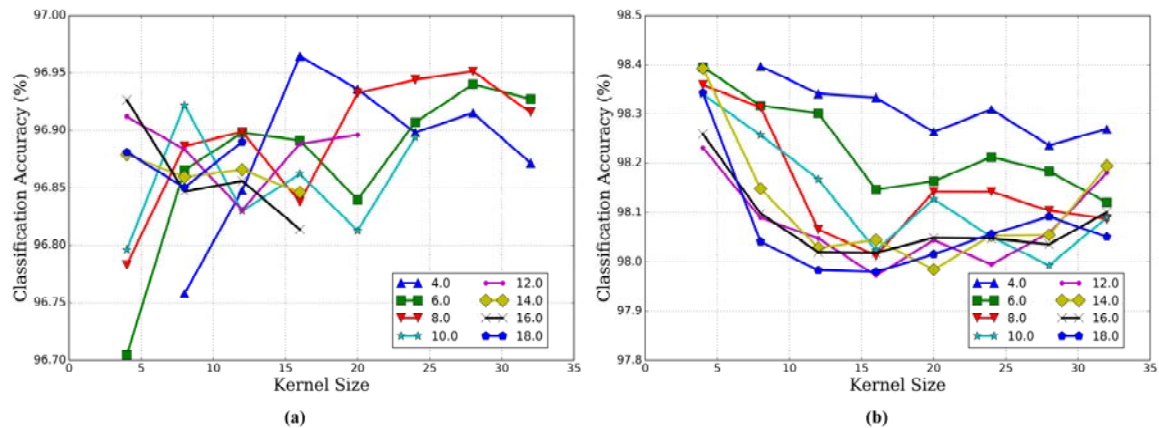 97.00
96.95
96.90
96.85
96.80
96.75
96.70
Classification Accuracy (%)
0 5 10 15 20 25 30 35
Kernel Size
4.0 12.0
6.0 14.0
8.0 16.0
10.0 18.0
(a)
98.5
98.4
98.3
98.2
98.1
98.0
97.9
97.8
Classification Accuracy (%)
0 5 10 15 20 25 30 35
Kernel Size
4.0 12.0
6.0 14.0
8.0 16.0
10.0 18.0
(b)